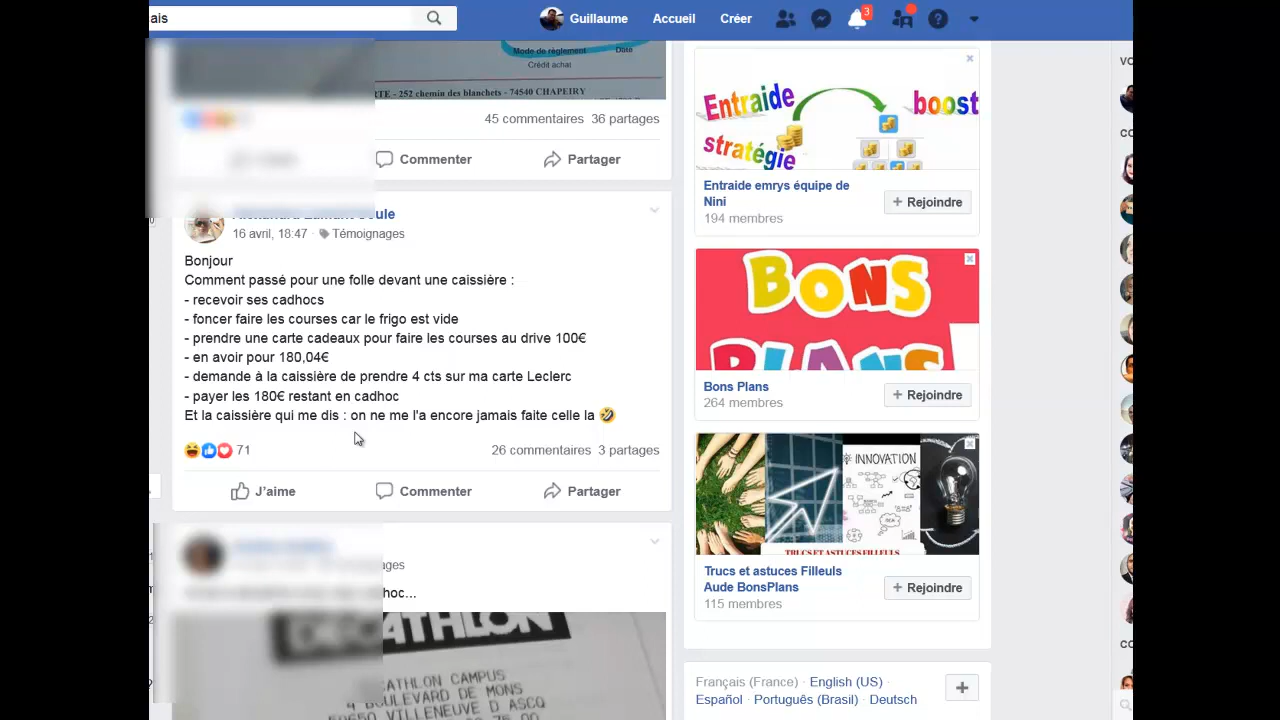 ais
Guillaume
Accueil
Créer
3
Mode de règlement
Date
Crédit achat
RTE - 252 chemin des blanchets - 74540 CHAPEIRY
45 commentaires 36 partages
Commenter
Partager
16 avril, 18:47 · Témoignages
Bonjour
Comment passé pour une folle devant une caissière :
- recevoir ses cadhocs
- foncer faire les courses car le frigo est vide
- prendre une carte cadeaux pour faire les courses au drive 100€
- en avoir pour 180,04€
- demande à la caissière de prendre 4 cts sur ma carte Leclerc
- payer les 180€ restant en cadhoc
Et la caissière qui me dis : on ne me l'a encore jamais faite celle la 🤣
71
26 commentaires 3 partages
J'aime
Commenter
Partager
DECATHLON
CATHLON CAMPUS
4 BOULEVARD DE MONS
59650 VILLENEUVE D ASCQ
Entraide
boost
stratégie
Entraide emrys équipe de
Nini
194 membres
+ Rejoindre
BONS
PLANS
Bons Plans
264 membres
+ Rejoindre
INNOVATION
TRUCS ET ASTUCES FILLEULS
Trucs et astuces Filleuls
Aude BonsPlans
115 membres
+ Rejoindre
Français (France) · English (US) ·
Español · Português (Brasil) · Deutsch
+